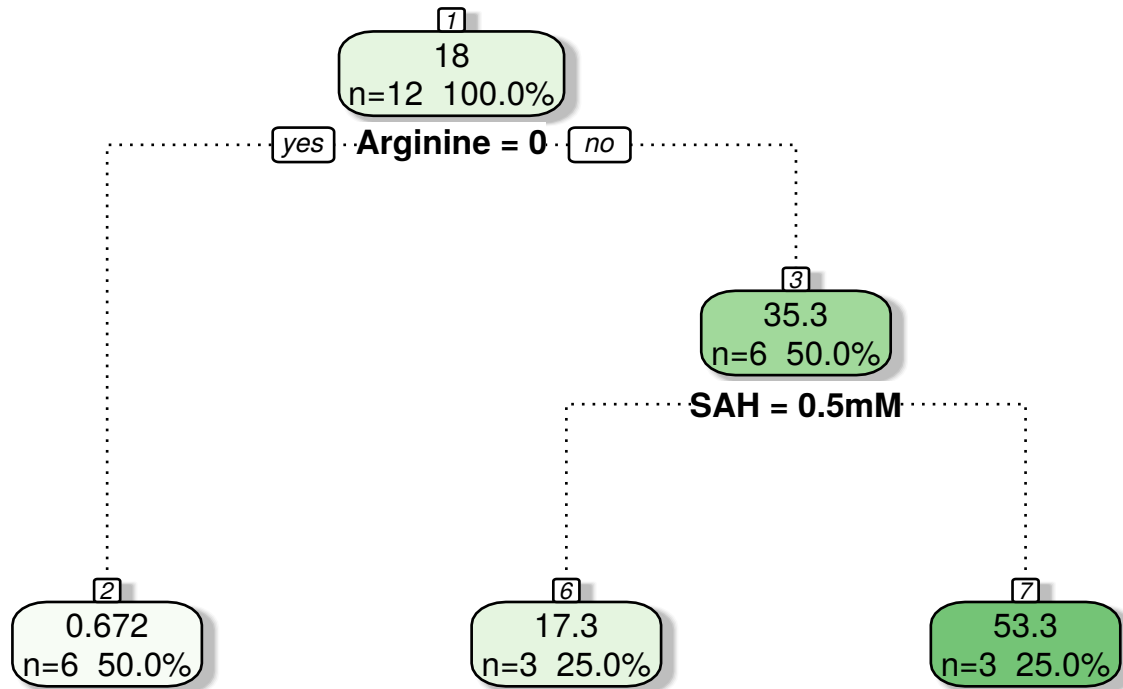 1
18
n=12 100.0%
yes Arginine = 0 no
3
35.3
n=6 50.0%
SAH = 0.5mM
2 6 7
0.672 17.3 53.3
n=6 50.0% n=3 25.0% n=3 25.0%